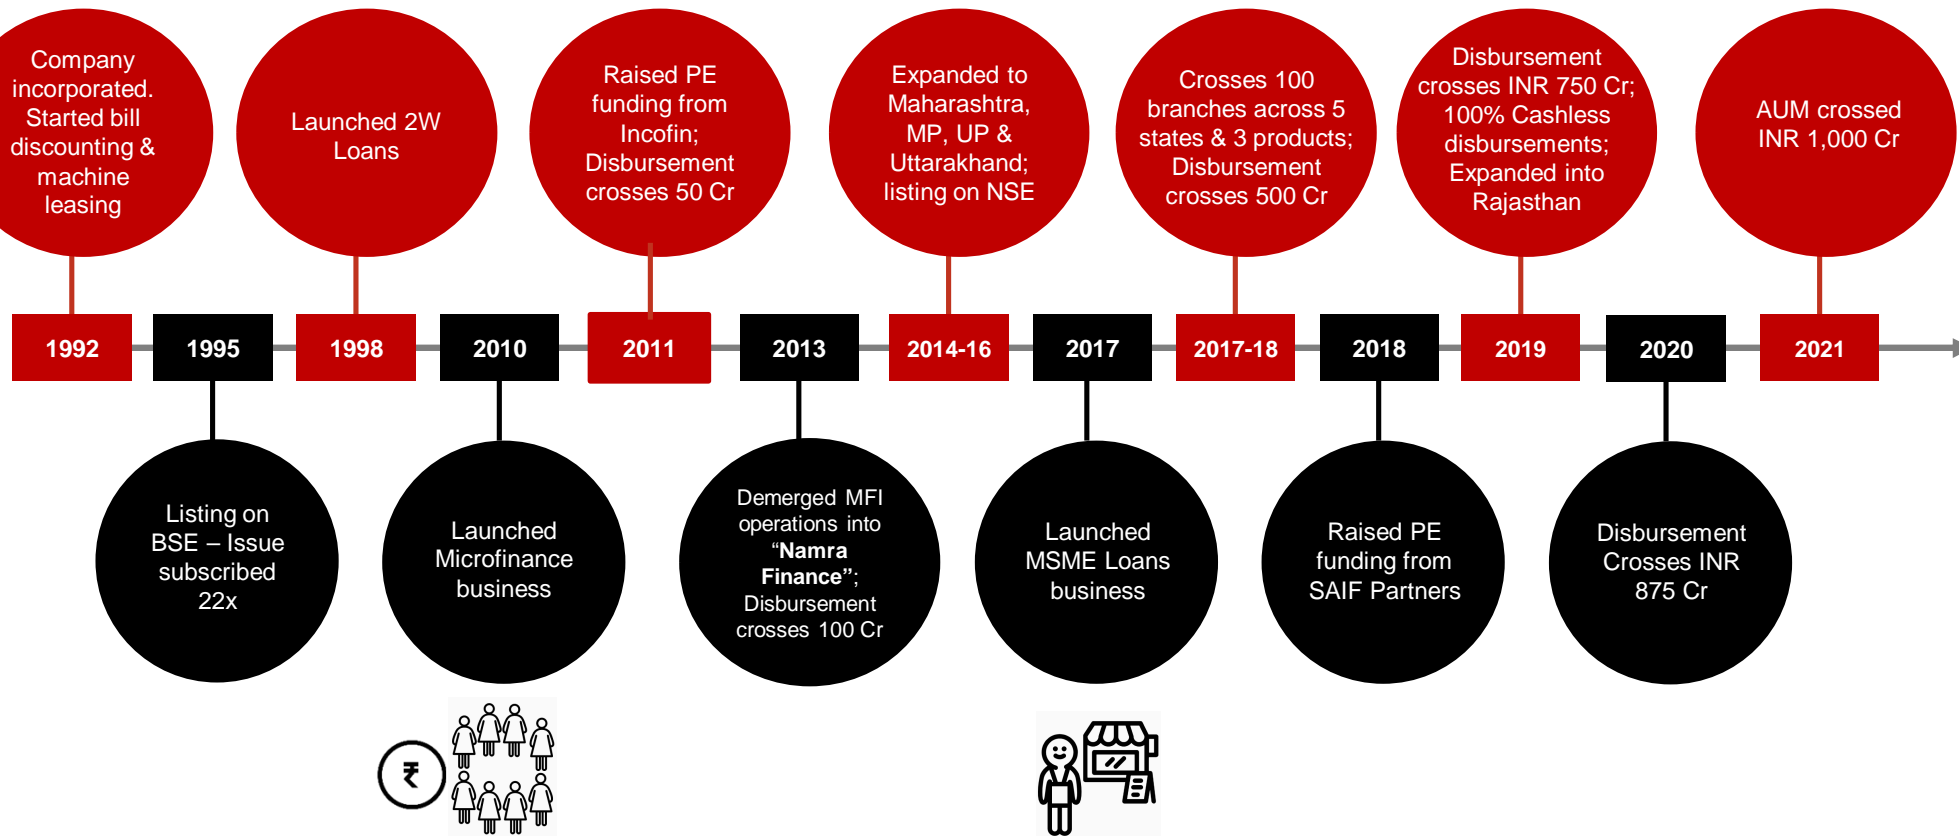 Company
incorporated.
Started bill
discounting &
machine
leasing
Launched 2W
Loans
Raised PE
funding from
Incofin;
Disbursement
crosses 50 Cr
Expanded to
Maharashtra,
MP, UP &
Uttarakhand;
listing on NSE
Crosses 100
branches across 5
states & 3 products;
Disbursement
crosses 500 Cr
Disbursement
crosses INR 750 Cr;
100% Cashless
disbursements;
Expanded into
Rajasthan
AUM crossed
INR 1,000 Cr
1992
1995
1998
2010
2011
2013
2014-16
2017
2017-18
2018
2019
2020
2021
Listing on
BSE – Issue
subscribed
22x
Launched
Microfinance
business
Demerged MFI
operations into
“Namra
Finance”;
Disbursement
crosses 100 Cr
Launched
MSME Loans
business
Raised PE
funding from
SAIF Partners
Disbursement
Crosses INR
875 Cr
₹